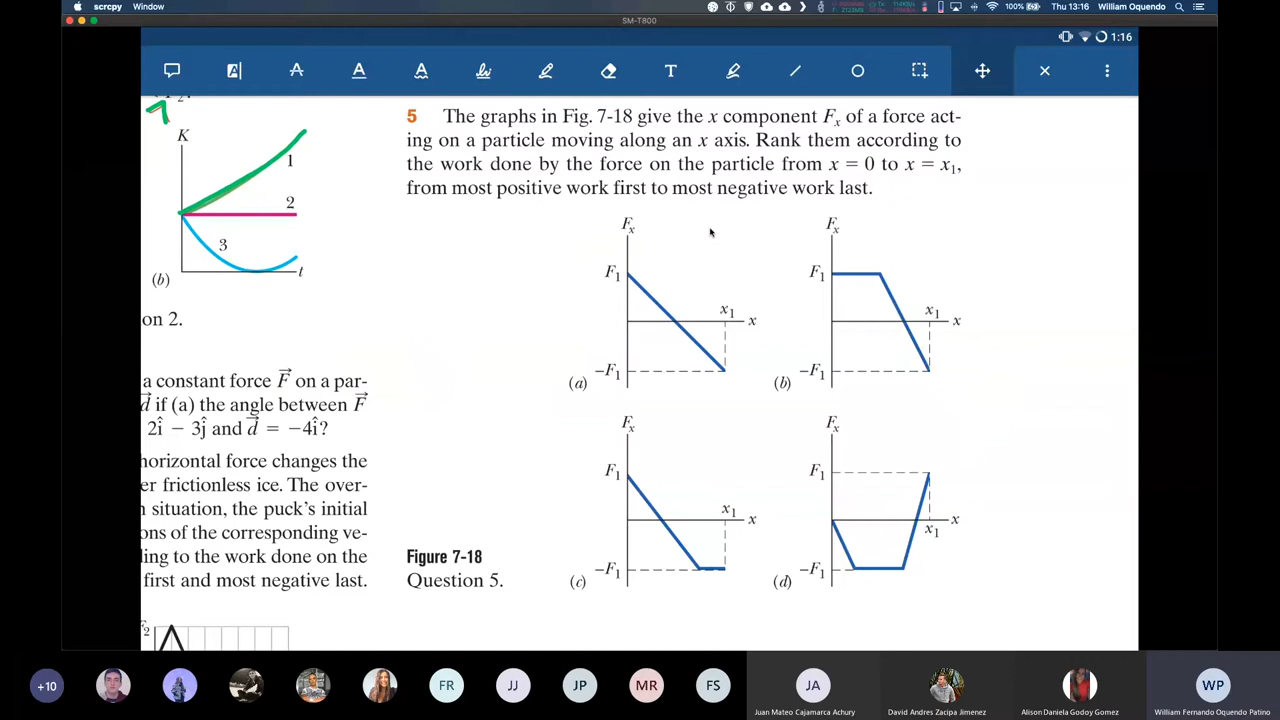 scrcpy Window
100% Thu 13:16 William Oquendo
SM-T800
1:16
K
1
2
3
(b)
t
on 2.
a constant force F⃗ on a par-
d⃗ if (a) the angle between F⃗
2î − 3ĵ and d⃗ = −4î?
horizontal force changes the
er frictionless ice. The over-
n situation, the puck's initial
ons of the corresponding ve-
ding to the work done on the
first and most negative last.
F2
5 The graphs in Fig. 7-18 give the x component Fx of a force act-
ing on a particle moving along an x axis. Rank them according to
the work done by the force on the particle from x = 0 to x = x1,
from most positive work first to most negative work last.
Fx
F1
x1
x
−F1
(a)
Fx
F1
x1
x
−F1
(b)
Fx
F1
x1
x
−F1
(c)
Fx
F1
x1
x
−F1
(d)
Figure 7-18
Question 5.
+10
FR
JJ
JP
MR
FS
JA
WP
Juan Mateo Cajamarca Achury
David Andres Zacipa Jimenez
Alison Daniela Godoy Gomez
William Fernando Oquendo Patino